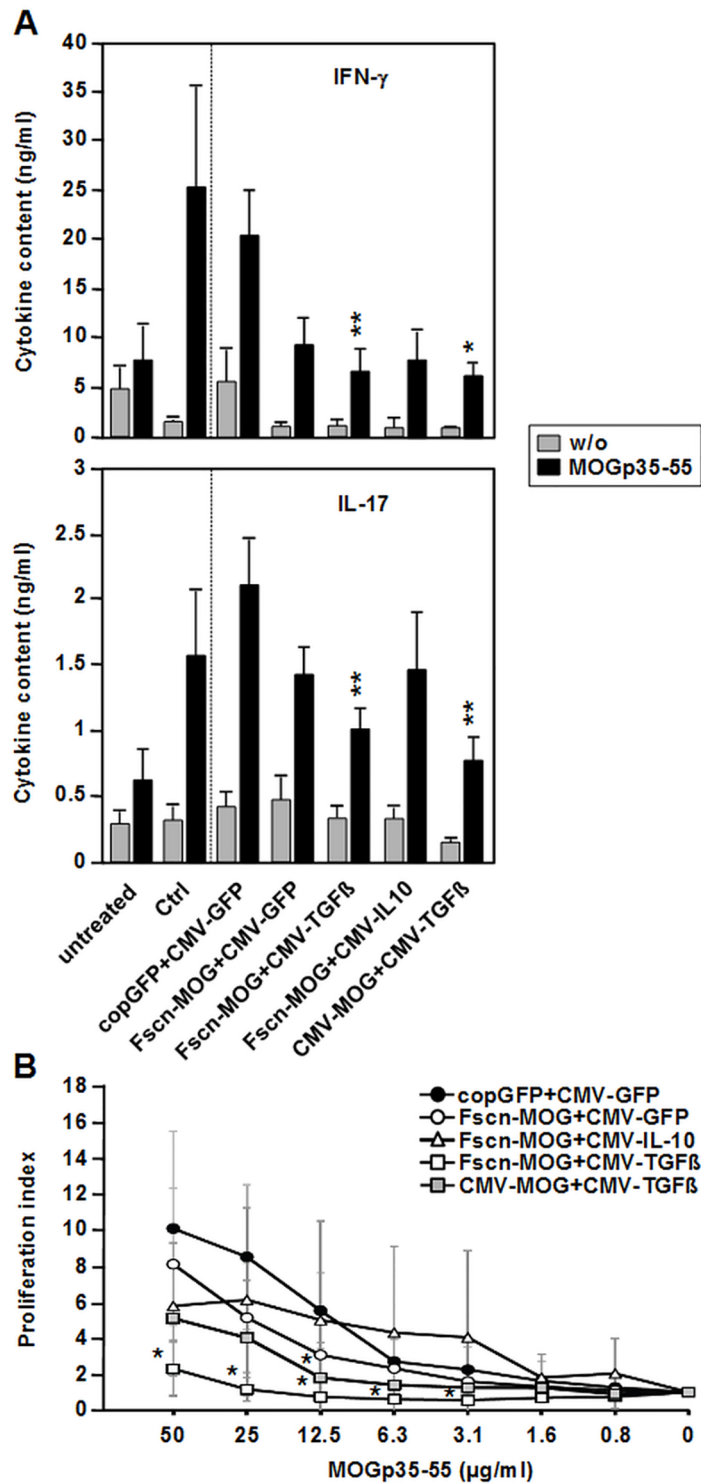 A
IFN-γ
Cytokine content (ng/ml)
40
35
30
25
20
15
10
5
0
**
*
w/o
MOGp35-55
IL-17
Cytokine content (ng/ml)
3
2.5
2
1.5
1
0.5
0
**
**
untreated
Ctrl
copGFP+CMV-GFP
Fscn-MOG+CMV-GFP
Fscn-MOG+CMV-TGFß
Fscn-MOG+CMV-IL10
CMV-MOG+CMV-TGFß
B
Proliferation index
18
16
14
12
10
8
6
4
2
0
copGFP+CMV-GFP
Fscn-MOG+CMV-GFP
Fscn-MOG+CMV-IL-10
Fscn-MOG+CMV-TGFß
CMV-MOG+CMV-TGFß
*
*
*
*
*
*
50 25 12.5 6.3 3.1 1.6 0.8 0
MOGp35-55 (µg/ml)